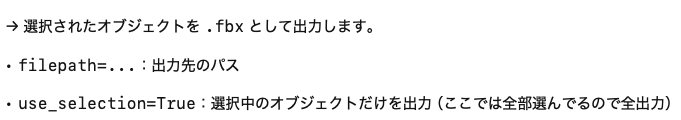 → 選択されたオブジェクトを .fbx として出力します。
• filepath=...：出力先のパス
• use_selection=True：選択中のオブジェクトだけを出力（ここでは全部選んでるので全出力）